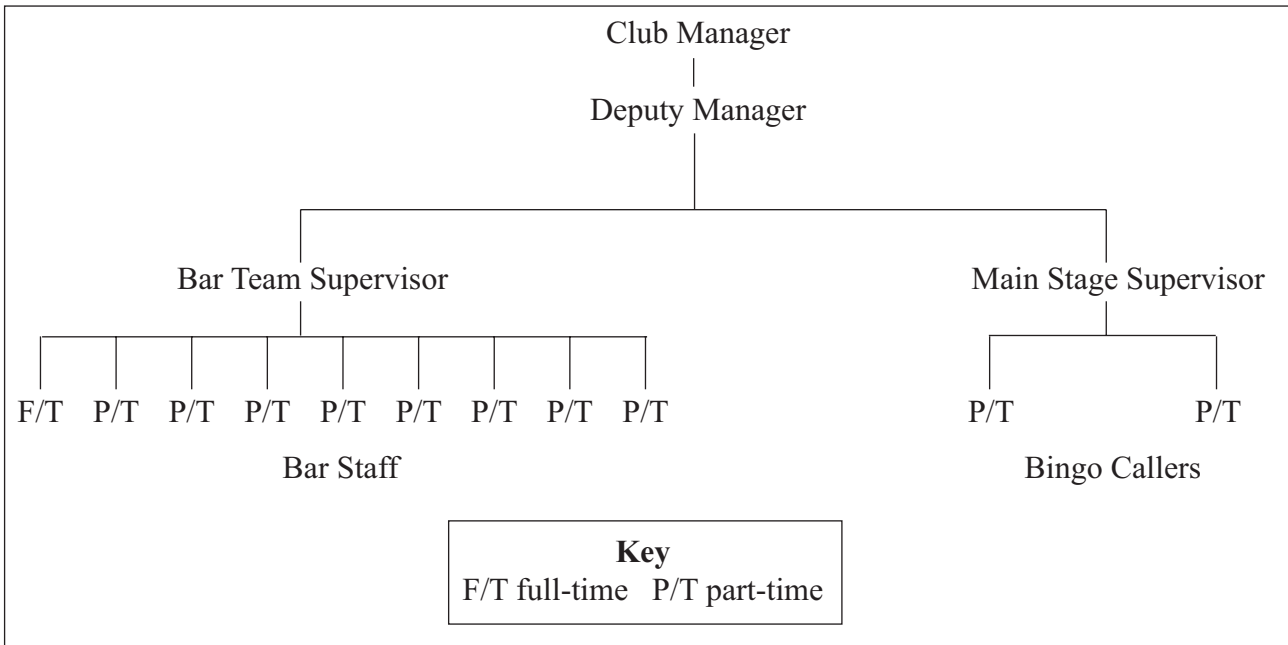 Club Manager
Deputy Manager
Bar Team Supervisor Main Stage Supervisor
F/T P/T P/T P/T P/T P/T P/T P/T P/T P/T P/T
Bar Staff Bingo Callers
Key
F/T full-time P/T part-time